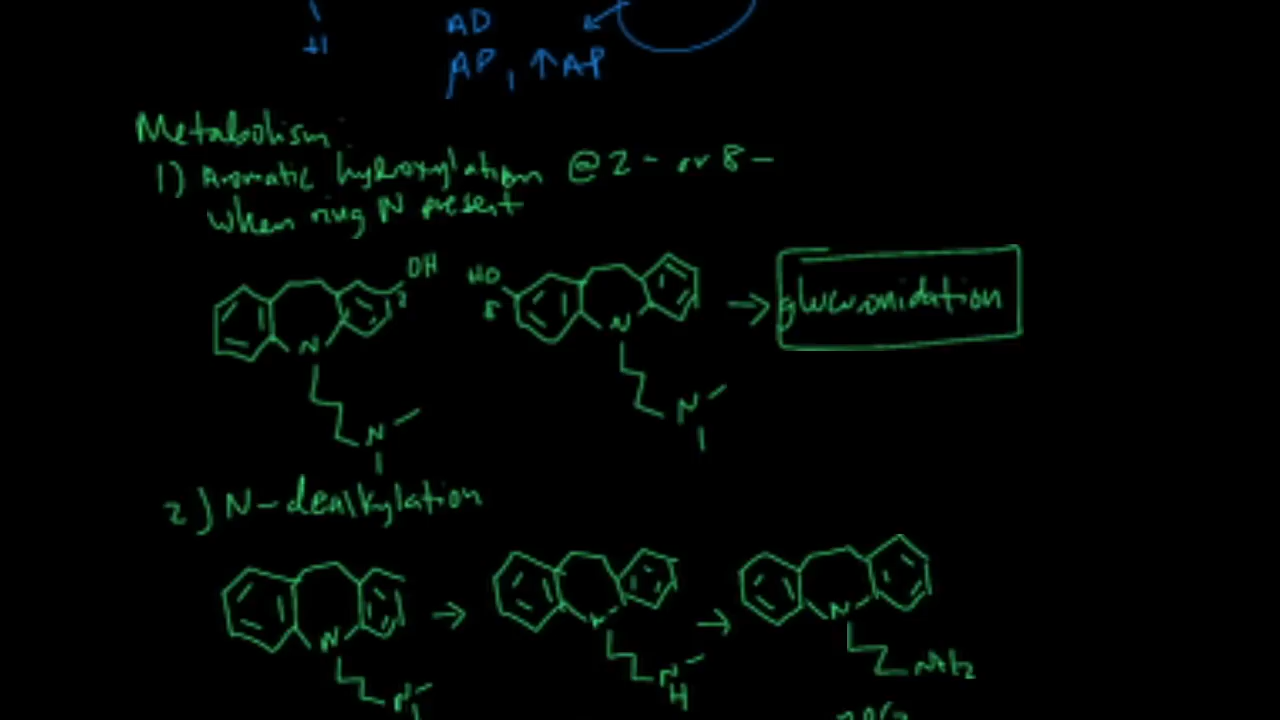 H
AD
AP, ↑AP
Metabolism:
1) Aromatic hydroxylation @ 2- or 8-
when ring N present
OH
2
N
N
HO
8
N
N
→ glucuronidation
2) N-dealkylation
N
N
→
N
H
→
N
NH2